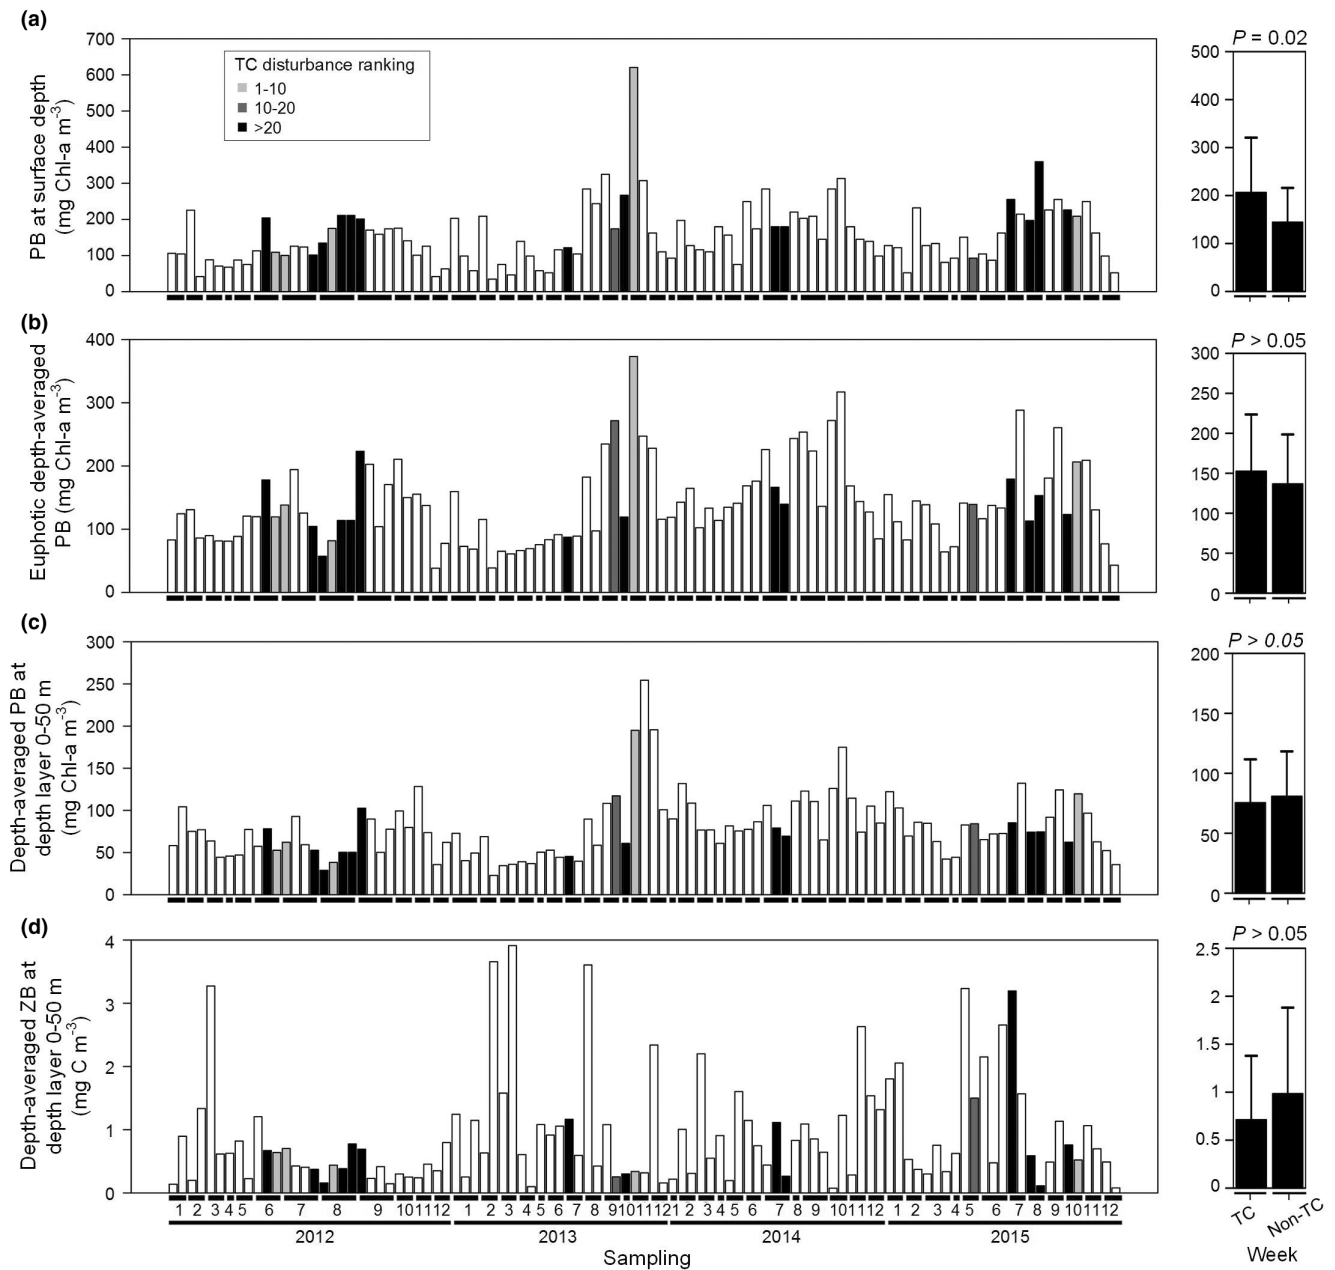 (a)
PB at surface depth
(mg Chl-a m-3)
700
600
500
400
300
200
100
0
TC disturbance ranking
1-10
10-20
>20
P = 0.02
500
400
300
200
100
0
(b)
Euphotic depth-averaged
PB (mg Chl-a m-3)
400
300
200
100
0
P > 0.05
300
250
200
150
100
50
0
(c)
Depth-averaged PB at
depth layer 0-50 m
(mg Chl-a m-3)
300
250
200
150
100
50
0
P > 0.05
200
150
100
50
0
(d)
Depth-averaged ZB at
depth layer 0-50 m
(mg C m-3)
4
3
2
1
0
P > 0.05
2.5
2
1.5
1
0.5
0
1 2 3 4 5 6 7 8 9 10 11 12 1 2 3 4 5 6 7 8 9 10 11 12 1 2 3 4 5 6 7 8 9 10 11 12 1 2 3 4 5 6 7 8 9 10 11 12
2012 2013 2014 2015
Sampling
TC Non-TC
Week